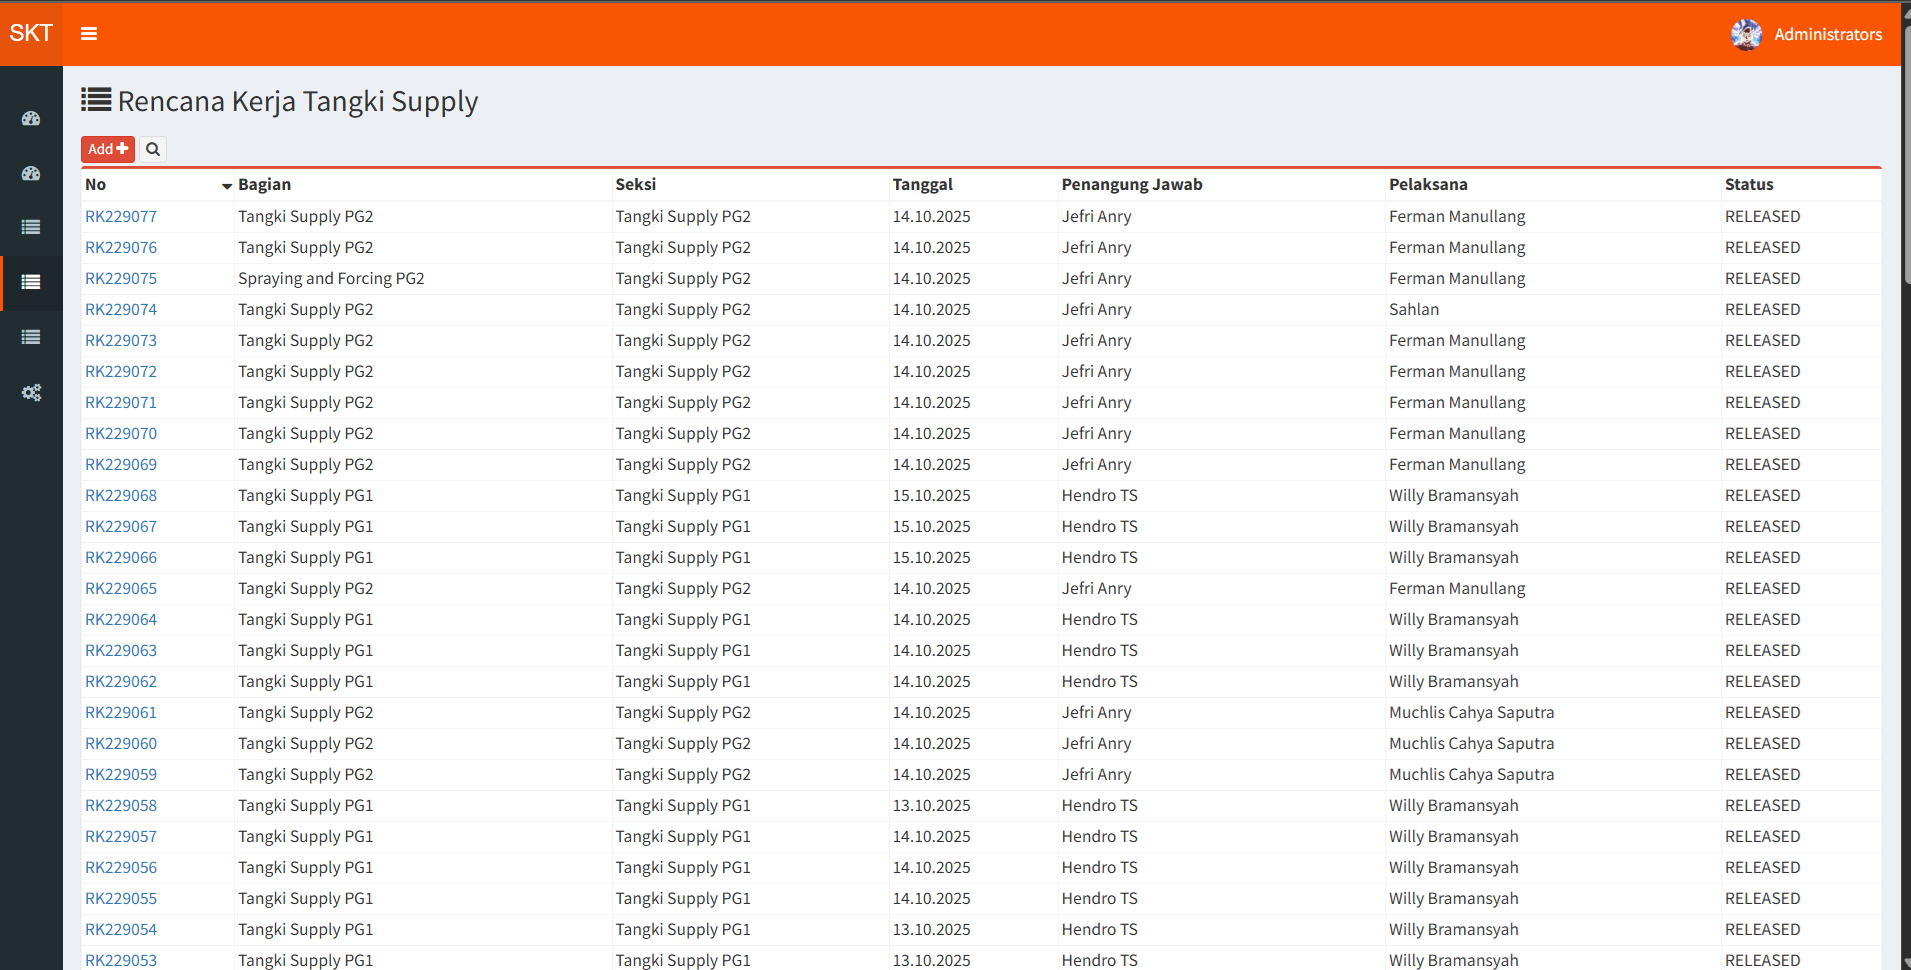 SKT
Administrators
Rencana Kerja Tangki Supply
Add
No Bagian Seksi Tanggal Penangung Jawab Pelaksana Status
RK229077 Tangki Supply PG2 Tangki Supply PG2 14.10.2025 Jefri Anry Ferman Manullang RELEASED
RK229076 Tangki Supply PG2 Tangki Supply PG2 14.10.2025 Jefri Anry Ferman Manullang RELEASED
RK229075 Spraying and Forcing PG2 Tangki Supply PG2 14.10.2025 Jefri Anry Ferman Manullang RELEASED
RK229074 Tangki Supply PG2 Tangki Supply PG2 14.10.2025 Jefri Anry Sahlan RELEASED
RK229073 Tangki Supply PG2 Tangki Supply PG2 14.10.2025 Jefri Anry Ferman Manullang RELEASED
RK229072 Tangki Supply PG2 Tangki Supply PG2 14.10.2025 Jefri Anry Ferman Manullang RELEASED
RK229071 Tangki Supply PG2 Tangki Supply PG2 14.10.2025 Jefri Anry Ferman Manullang RELEASED
RK229070 Tangki Supply PG2 Tangki Supply PG2 14.10.2025 Jefri Anry Ferman Manullang RELEASED
RK229069 Tangki Supply PG2 Tangki Supply PG2 14.10.2025 Jefri Anry Ferman Manullang RELEASED
RK229068 Tangki Supply PG1 Tangki Supply PG1 15.10.2025 Hendro TS Willy Bramansyah RELEASED
RK229067 Tangki Supply PG1 Tangki Supply PG1 15.10.2025 Hendro TS Willy Bramansyah RELEASED
RK229066 Tangki Supply PG1 Tangki Supply PG1 15.10.2025 Hendro TS Willy Bramansyah RELEASED
RK229065 Tangki Supply PG2 Tangki Supply PG2 14.10.2025 Jefri Anry Ferman Manullang RELEASED
RK229064 Tangki Supply PG1 Tangki Supply PG1 14.10.2025 Hendro TS Willy Bramansyah RELEASED
RK229063 Tangki Supply PG1 Tangki Supply PG1 14.10.2025 Hendro TS Willy Bramansyah RELEASED
RK229062 Tangki Supply PG1 Tangki Supply PG1 14.10.2025 Hendro TS Willy Bramansyah RELEASED
RK229061 Tangki Supply PG2 Tangki Supply PG2 14.10.2025 Jefri Anry Muchlis Cahya Saputra RELEASED
RK229060 Tangki Supply PG2 Tangki Supply PG2 14.10.2025 Jefri Anry Muchlis Cahya Saputra RELEASED
RK229059 Tangki Supply PG2 Tangki Supply PG2 14.10.2025 Jefri Anry Muchlis Cahya Saputra RELEASED
RK229058 Tangki Supply PG1 Tangki Supply PG1 13.10.2025 Hendro TS Willy Bramansyah RELEASED
RK229057 Tangki Supply PG1 Tangki Supply PG1 14.10.2025 Hendro TS Willy Bramansyah RELEASED
RK229056 Tangki Supply PG1 Tangki Supply PG1 14.10.2025 Hendro TS Willy Bramansyah RELEASED
RK229055 Tangki Supply PG1 Tangki Supply PG1 14.10.2025 Hendro TS Willy Bramansyah RELEASED
RK229054 Tangki Supply PG1 Tangki Supply PG1 13.10.2025 Hendro TS Willy Bramansyah RELEASED
RK229053 Tangki Supply PG1 Tangki Supply PG1 13.10.2025 Hendro TS Willy Bramansyah RELEASED